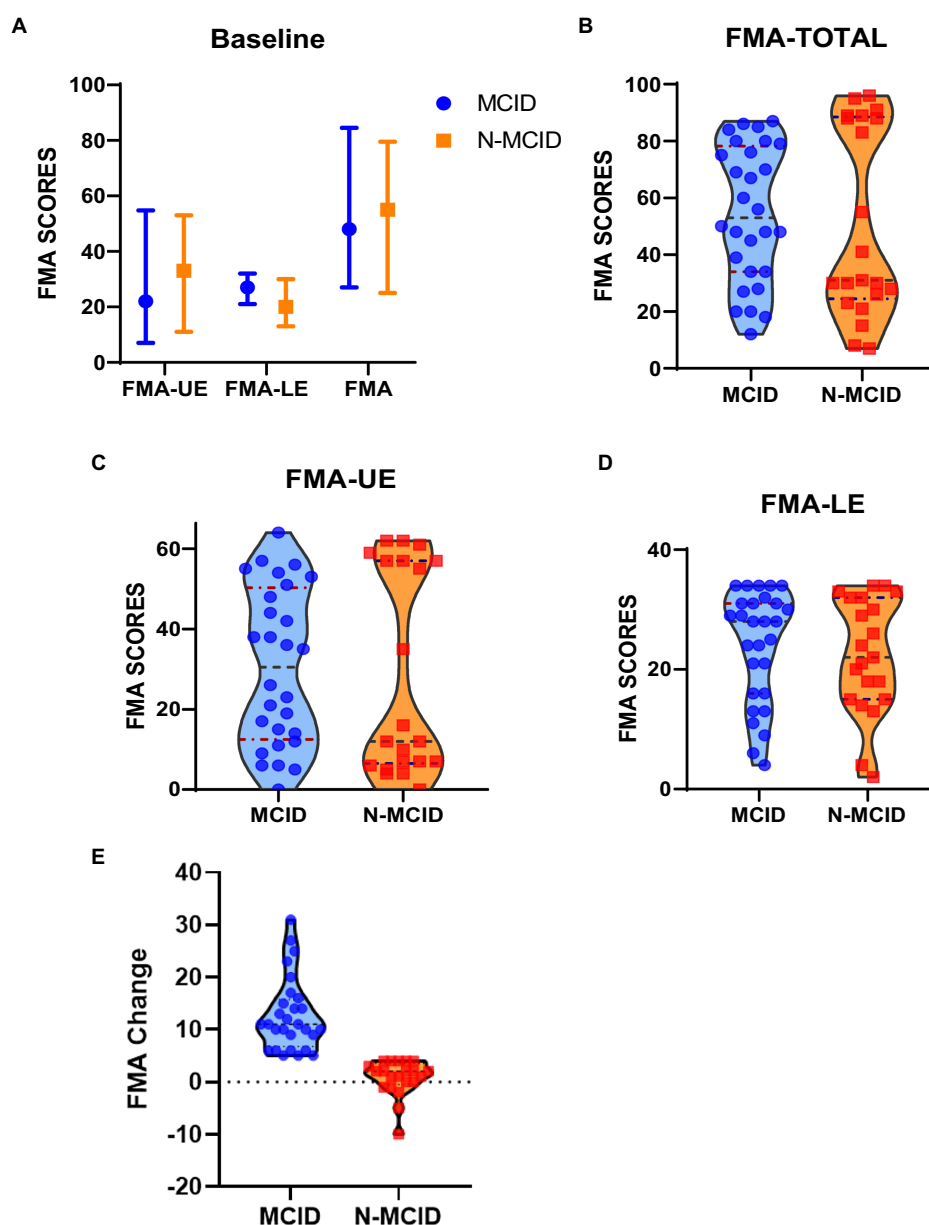 A
Baseline
FMA SCORES
100
80
60
40
20
0
FMA-UE
FMA-LE
FMA
MCID
N-MCID
B
FMA-TOTAL
FMA SCORES
100
80
60
40
20
0
MCID
N-MCID
C
FMA-UE
FMA SCORES
60
40
20
0
MCID
N-MCID
D
FMA-LE
FMA SCORES
40
20
0
MCID
N-MCID
E
FMA Change
40
30
20
10
0
-10
-20
MCID
N-MCID